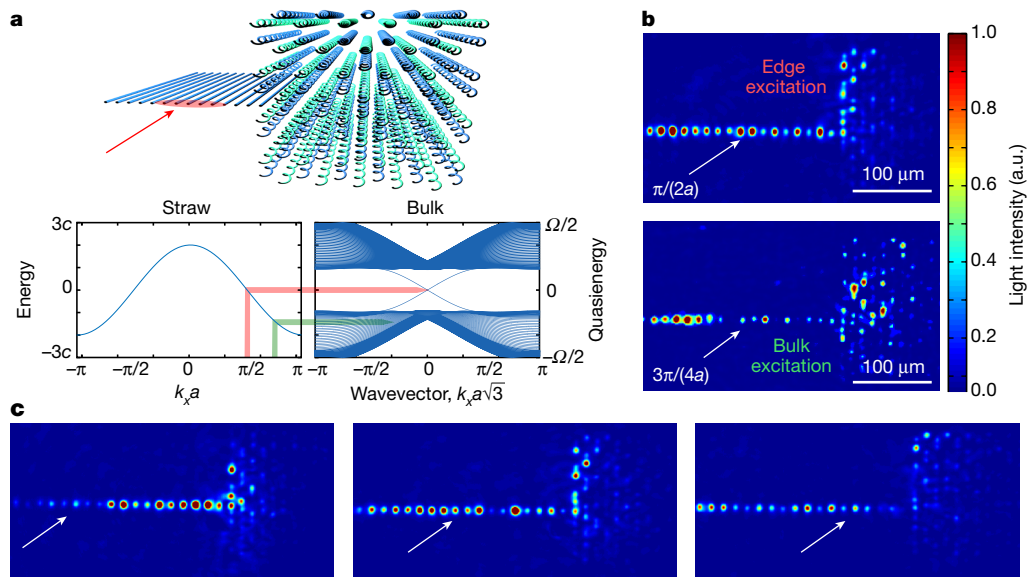 a
Straw
Bulk
3c
0
−3c
Energy
−π
−π/2
0
π/2
π
k_x a
−π
−π/2
0
π/2
π
Wavevector, k_x a√3
Ω/2
0
−Ω/2
Quasienergy
b
Edge
excitation
π/(2a)
100 μm
Bulk
excitation
3π/(4a)
100 μm
1.0
0.8
0.6
0.4
0.2
0.0
Light intensity (a.u.)
c